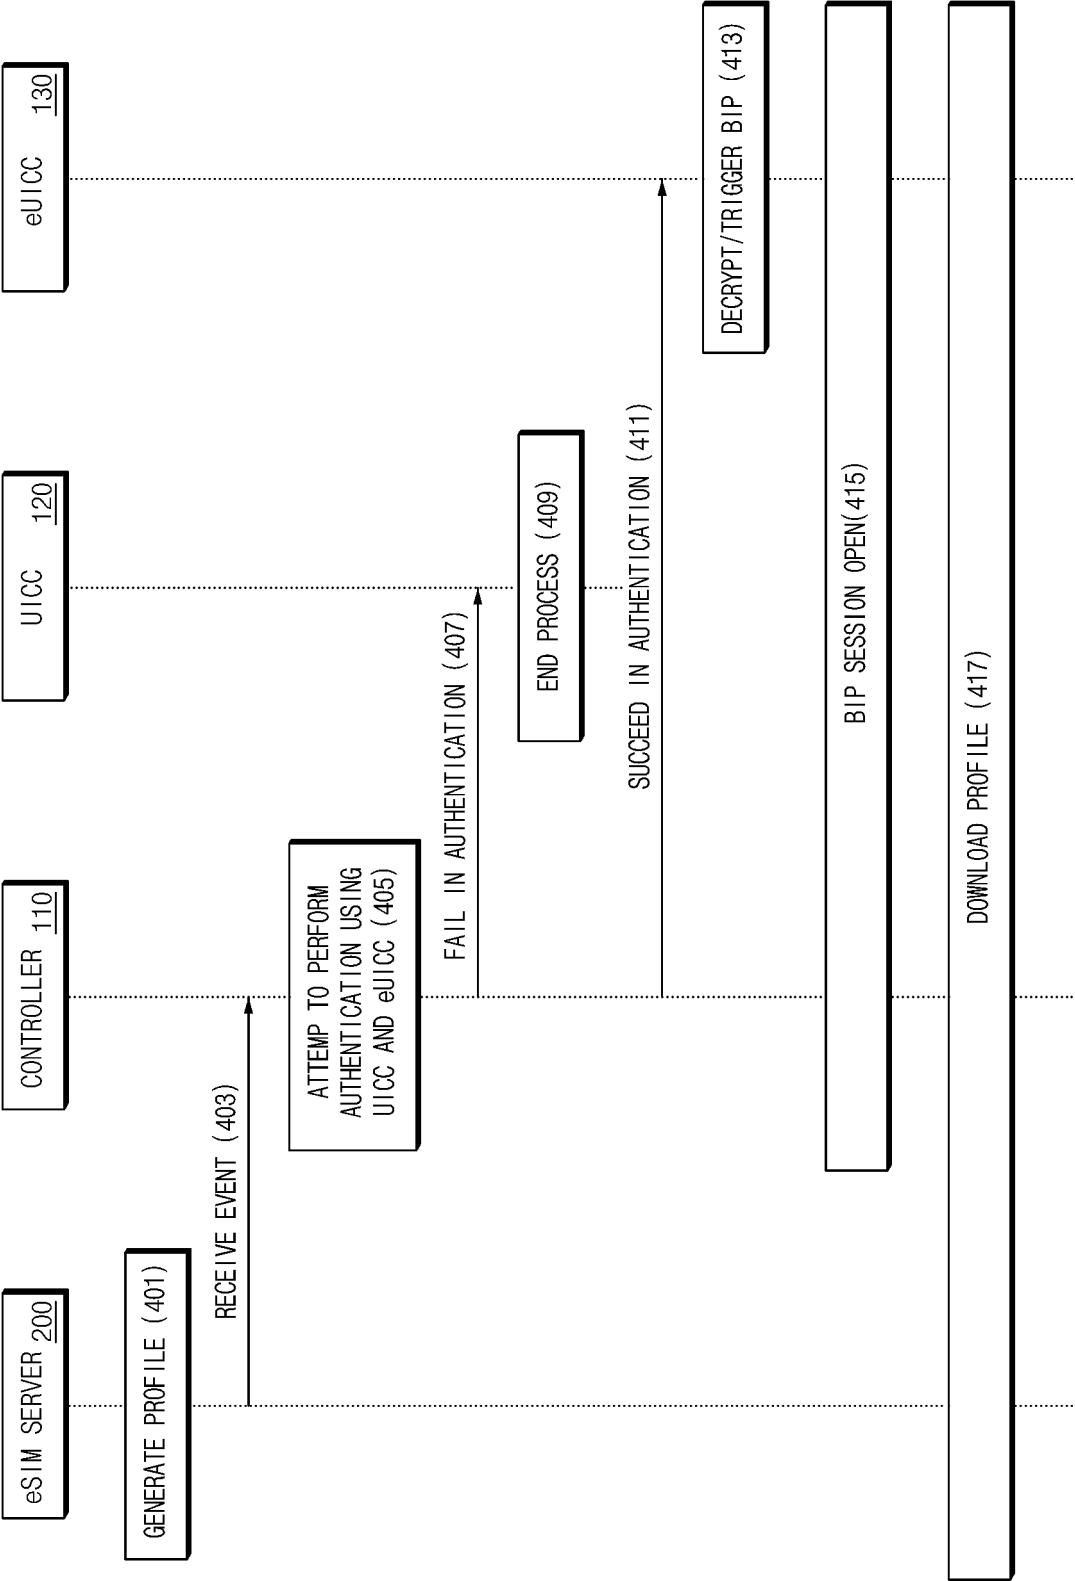 eSIM SERVER 200
CONTROLLER 110
UICC 120
eUICC 130
GENERATE PROFILE (401)
RECEIVE EVENT (403)
ATTEMP TO PERFORM
AUTHENTICATION USING
UICC AND eUICC (405)
FAIL IN AUTHENTICATION (407)
END PROCESS (409)
SUCCEED IN AUTHENTICATION (411)
DECRYPT/TRIGGER BIP (413)
BIP SESSION OPEN(415)
DOWNLOAD PROFILE (417)